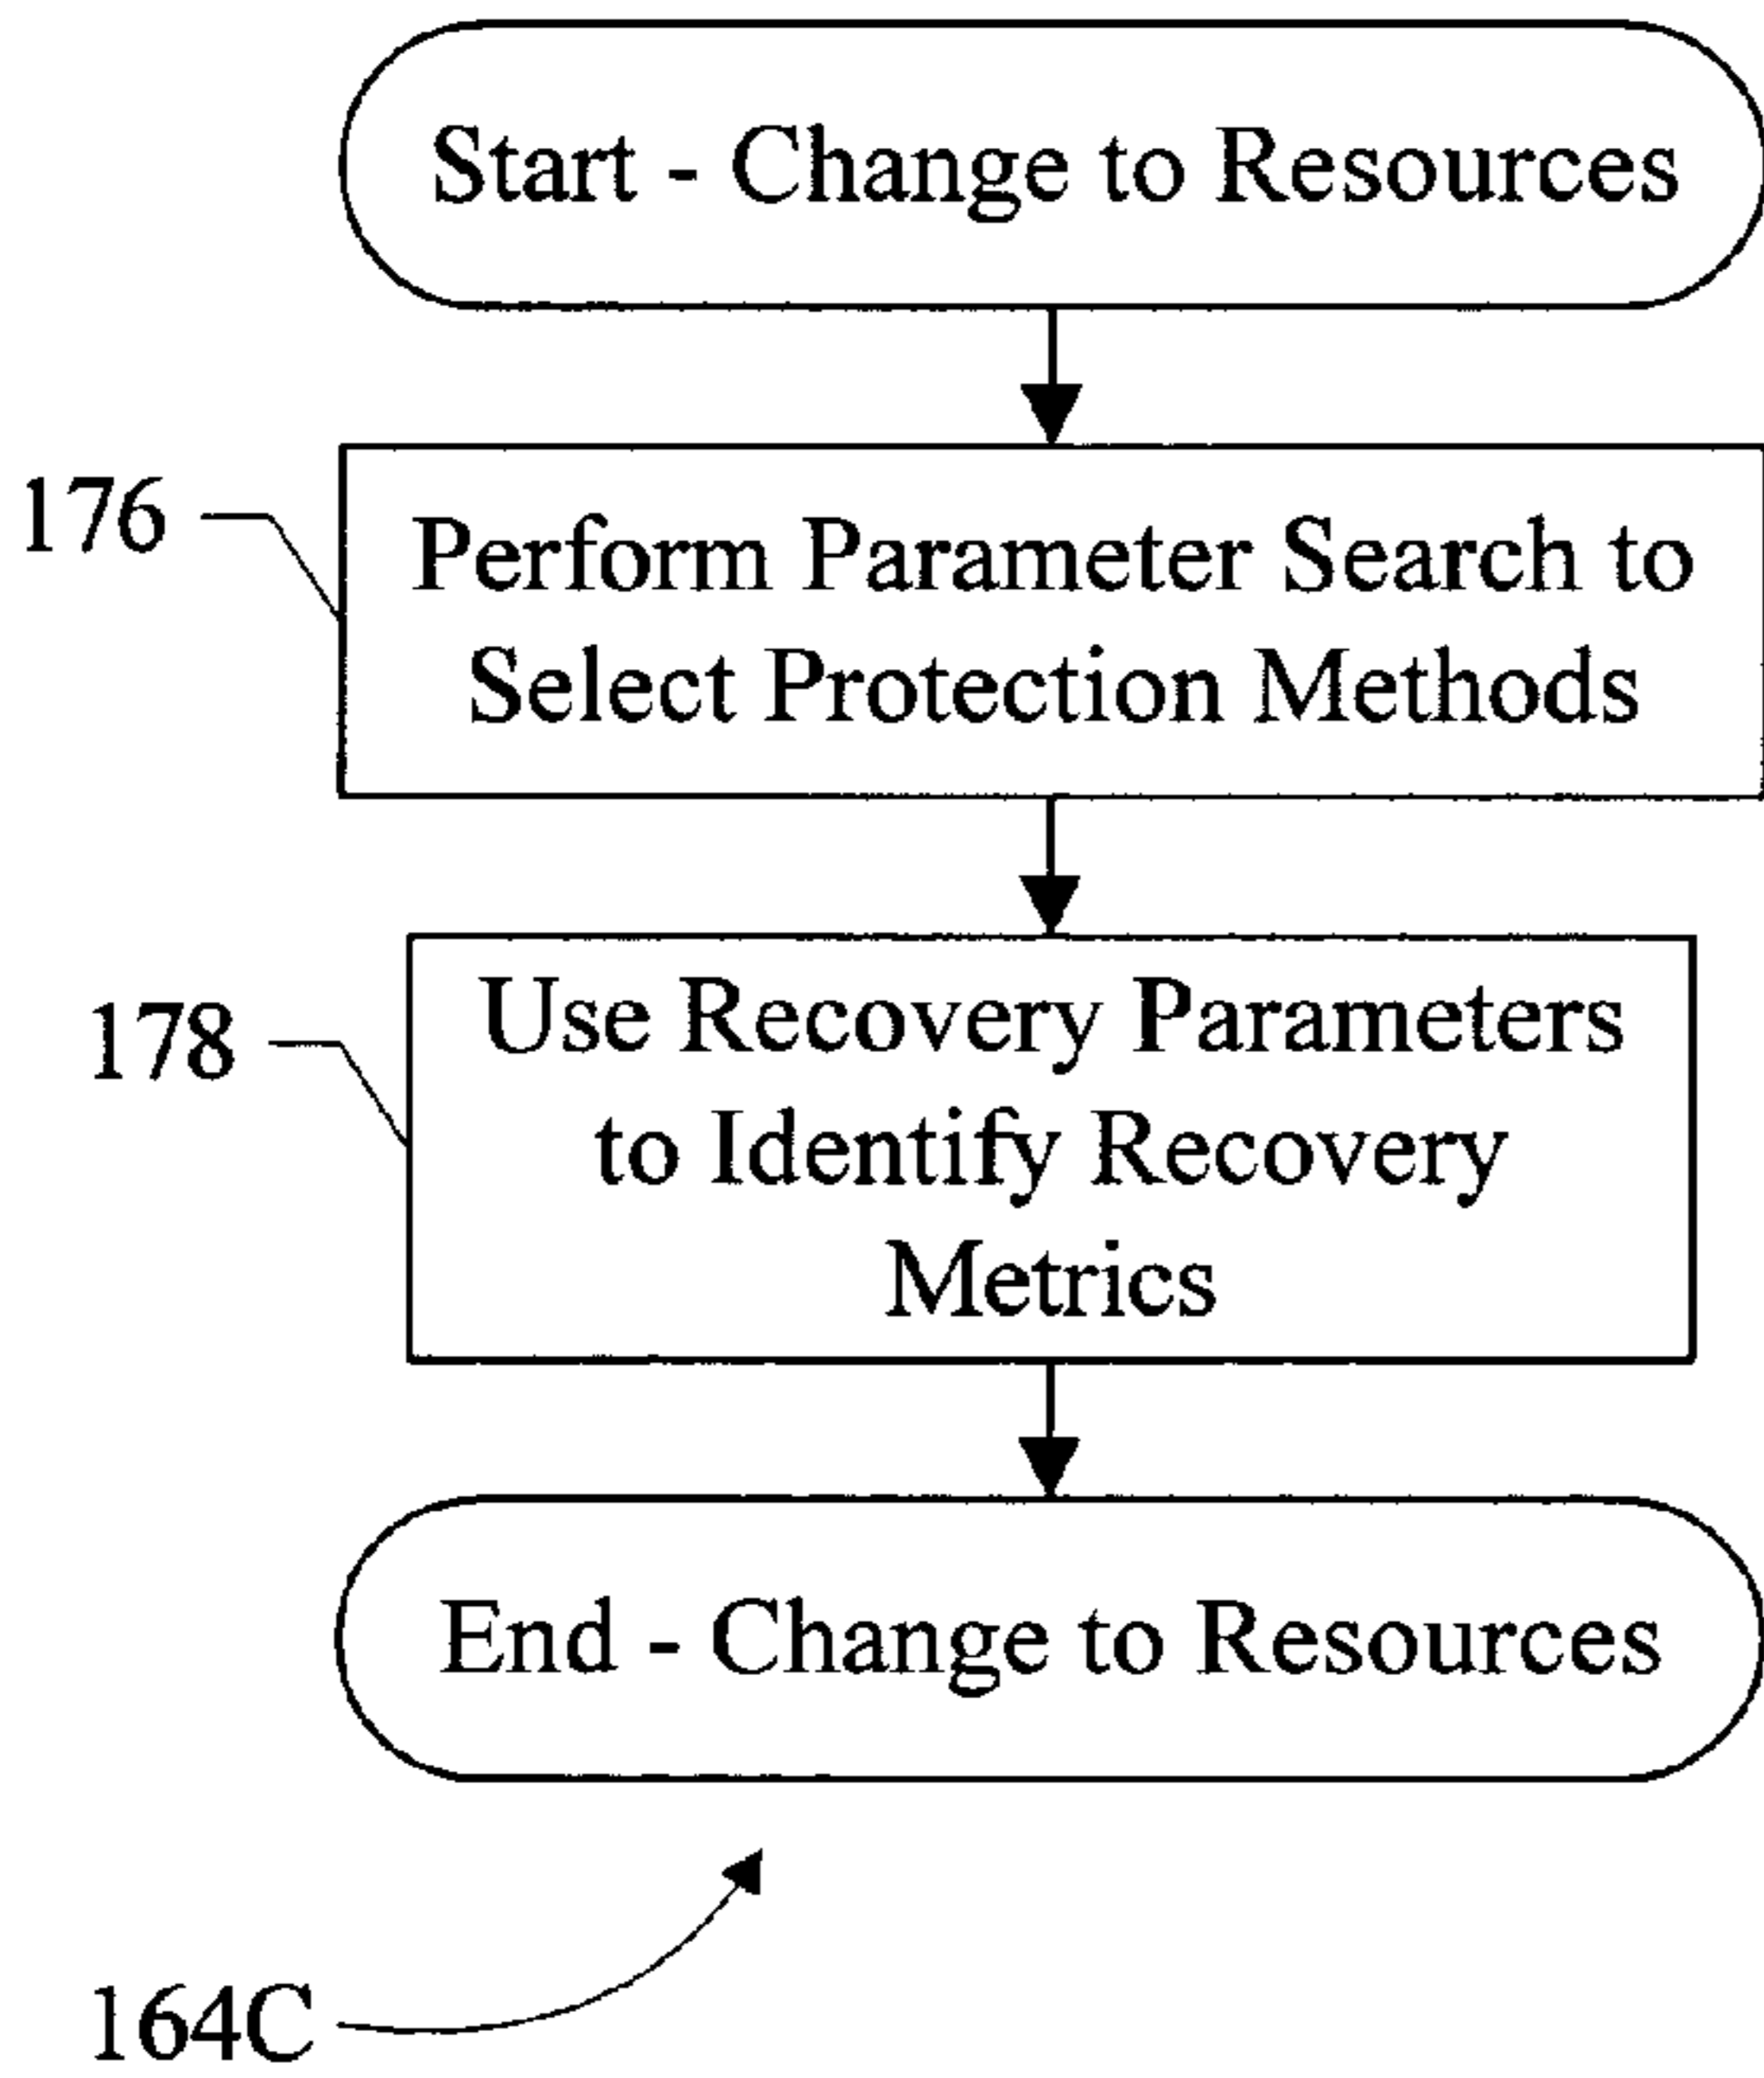 Start - Change to Resources
176
Perform Parameter Search to
Select Protection Methods
178
Use Recovery Parameters
to Identify Recovery
Metrics
End - Change to Resources
164C